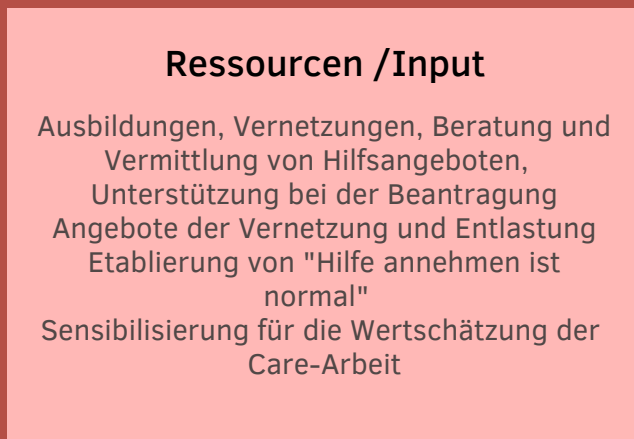 Ressourcen /Input
Ausbildungen, Vernetzungen, Beratung und
Vermittlung von Hilfsangeboten,
Unterstützung bei der Beantragung
Angebote der Vernetzung und Entlastung
Etablierung von "Hilfe annehmen ist
normal"
Sensibilisierung für die Wertschätzung der
Care-Arbeit